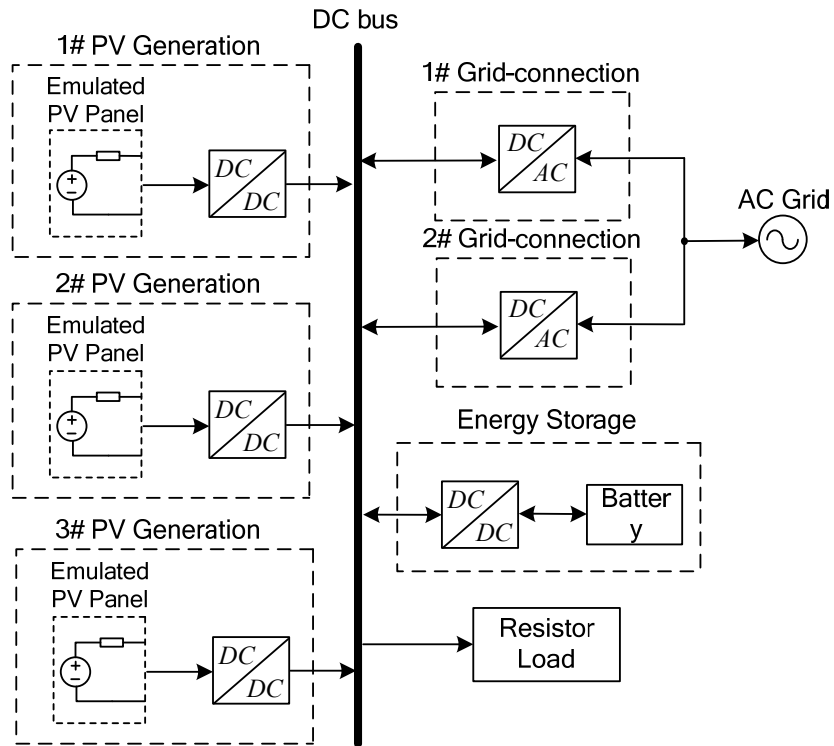 DC bus
1# PV Generation
Emulated
PV Panel
DC
DC
2# PV Generation
Emulated
PV Panel
DC
DC
3# PV Generation
Emulated
PV Panel
DC
DC
1# Grid-connection
DC
AC
AC Grid
2# Grid-connection
DC
AC
Energy Storage
DC
DC
Batter
y
Resistor
Load